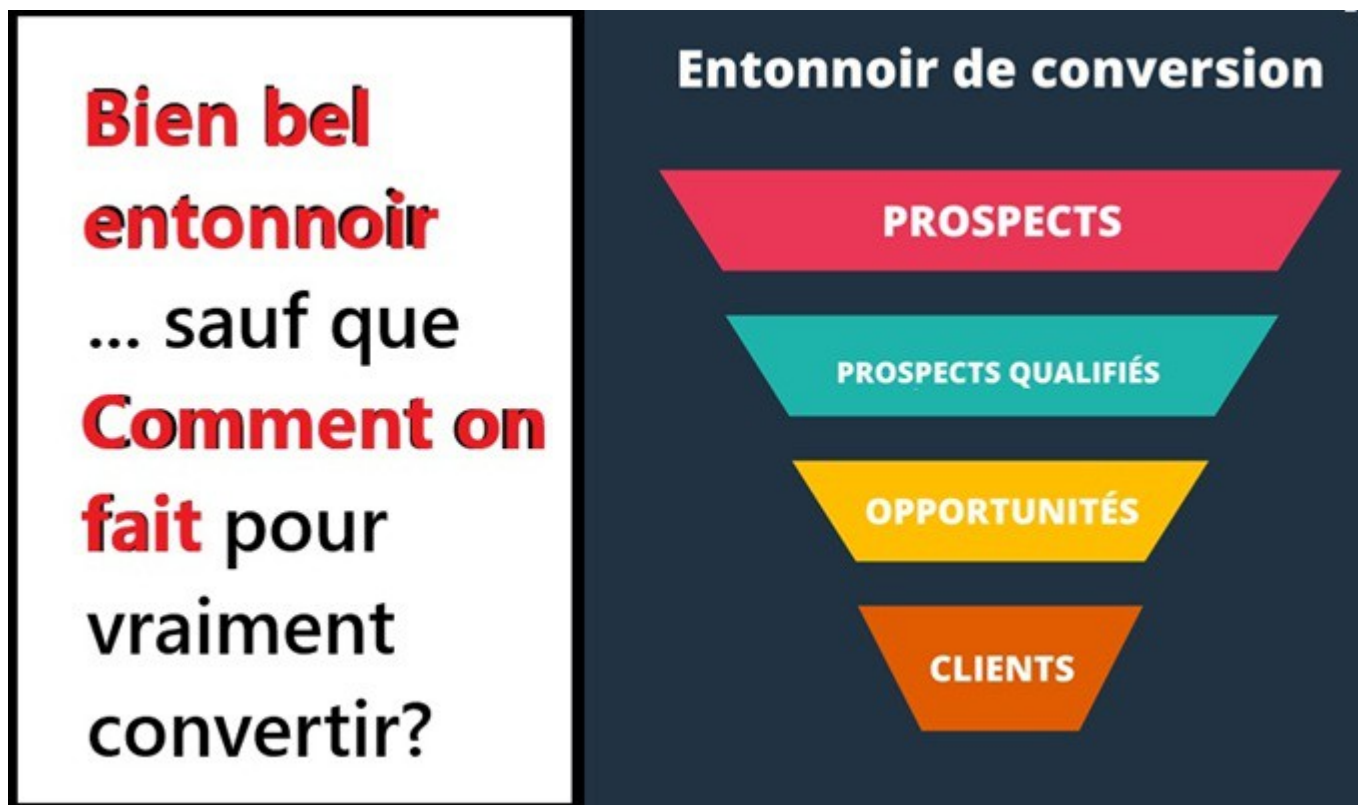 Bien bel
entonnoir
... sauf que
Comment on
fait pour
vraiment
convertir?
Entonnoir de conversion
PROSPECTS
PROSPECTS QUALIFIÉS
OPPORTUNITÉS
CLIENTS